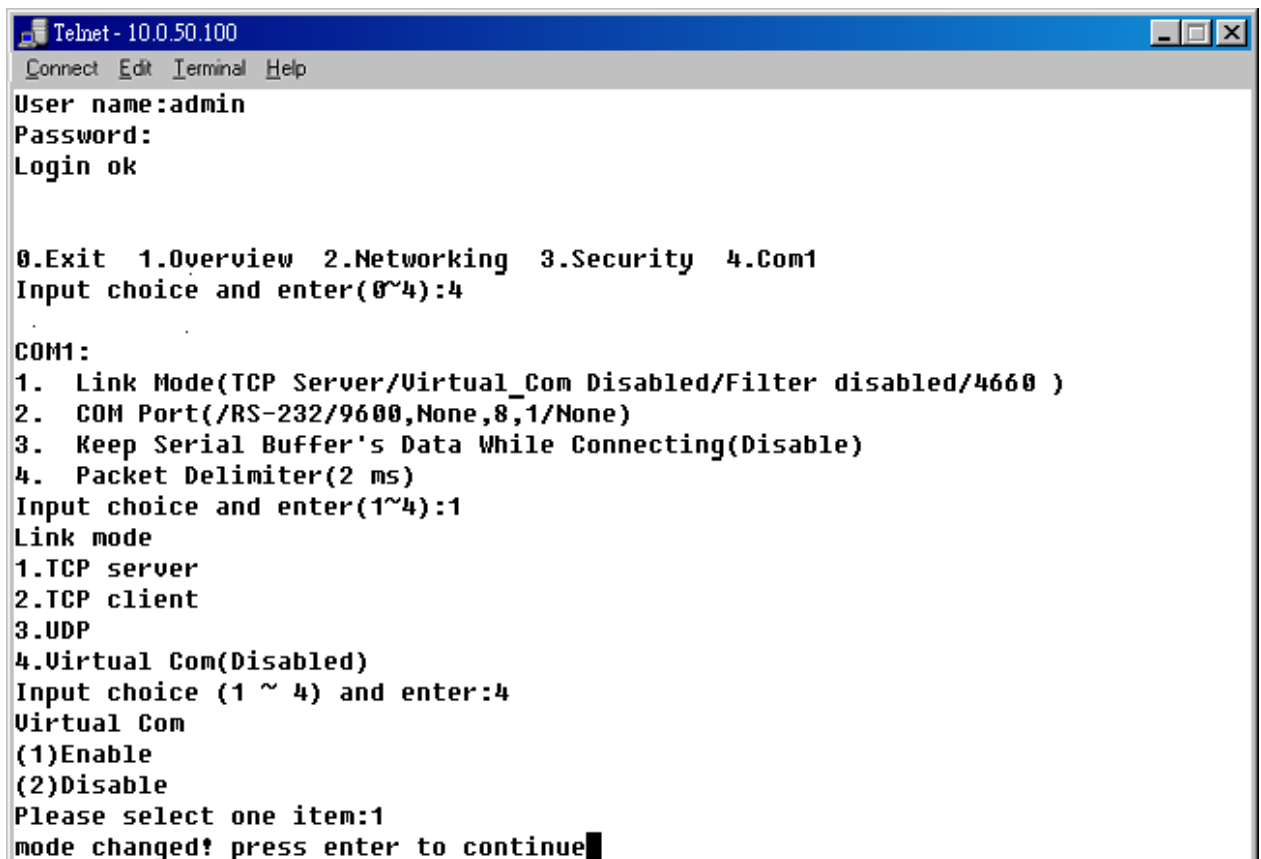 Telnet - 10.0.50.100
Connect Edit Terminal Help
User name:admin
Password:
Login ok
0.Exit 1.Overview 2.Networking 3.Security 4.Com1
Input choice and enter(0~4):4
COM1:
1. Link Mode(TCP Server/Virtual_Com Disabled/Filter disabled/4660 )
2. COM Port(/RS-232/9600,None,8,1/None)
3. Keep Serial Buffer's Data While Connecting(Disable)
4. Packet Delimiter(2 ms)
Input choice and enter(1~4):1
Link mode
1.TCP server
2.TCP client
3.UDP
4.Virtual Com(Disabled)
Input choice (1 ~ 4) and enter:4
Virtual Com
(1)Enable
(2)Disable
Please select one item:1
mode changed! press enter to continue